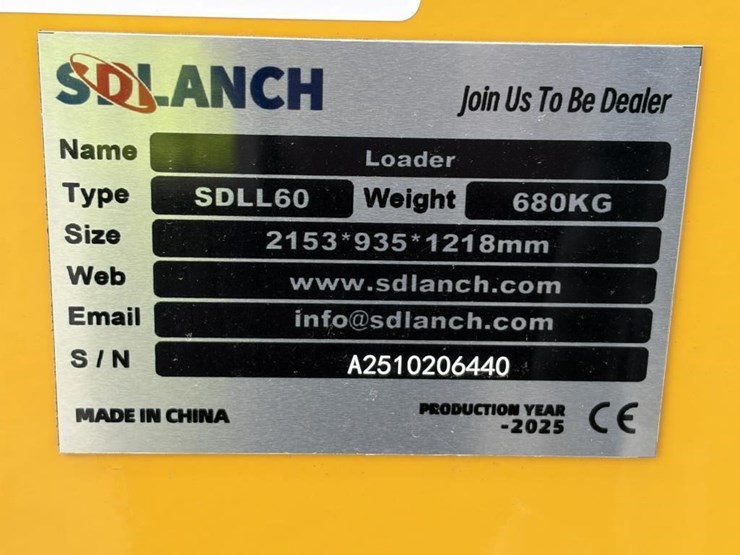 SDLANCH
Join Us To Be Dealer
Name Loader
Type SDLL60 Weight 680KG
Size 2153*935*1218mm
Web www.sdlanch.com
Email info@sdlanch.com
S/N A2510206440
MADE IN CHINA
PRODUCTION YEAR
-2025
CE